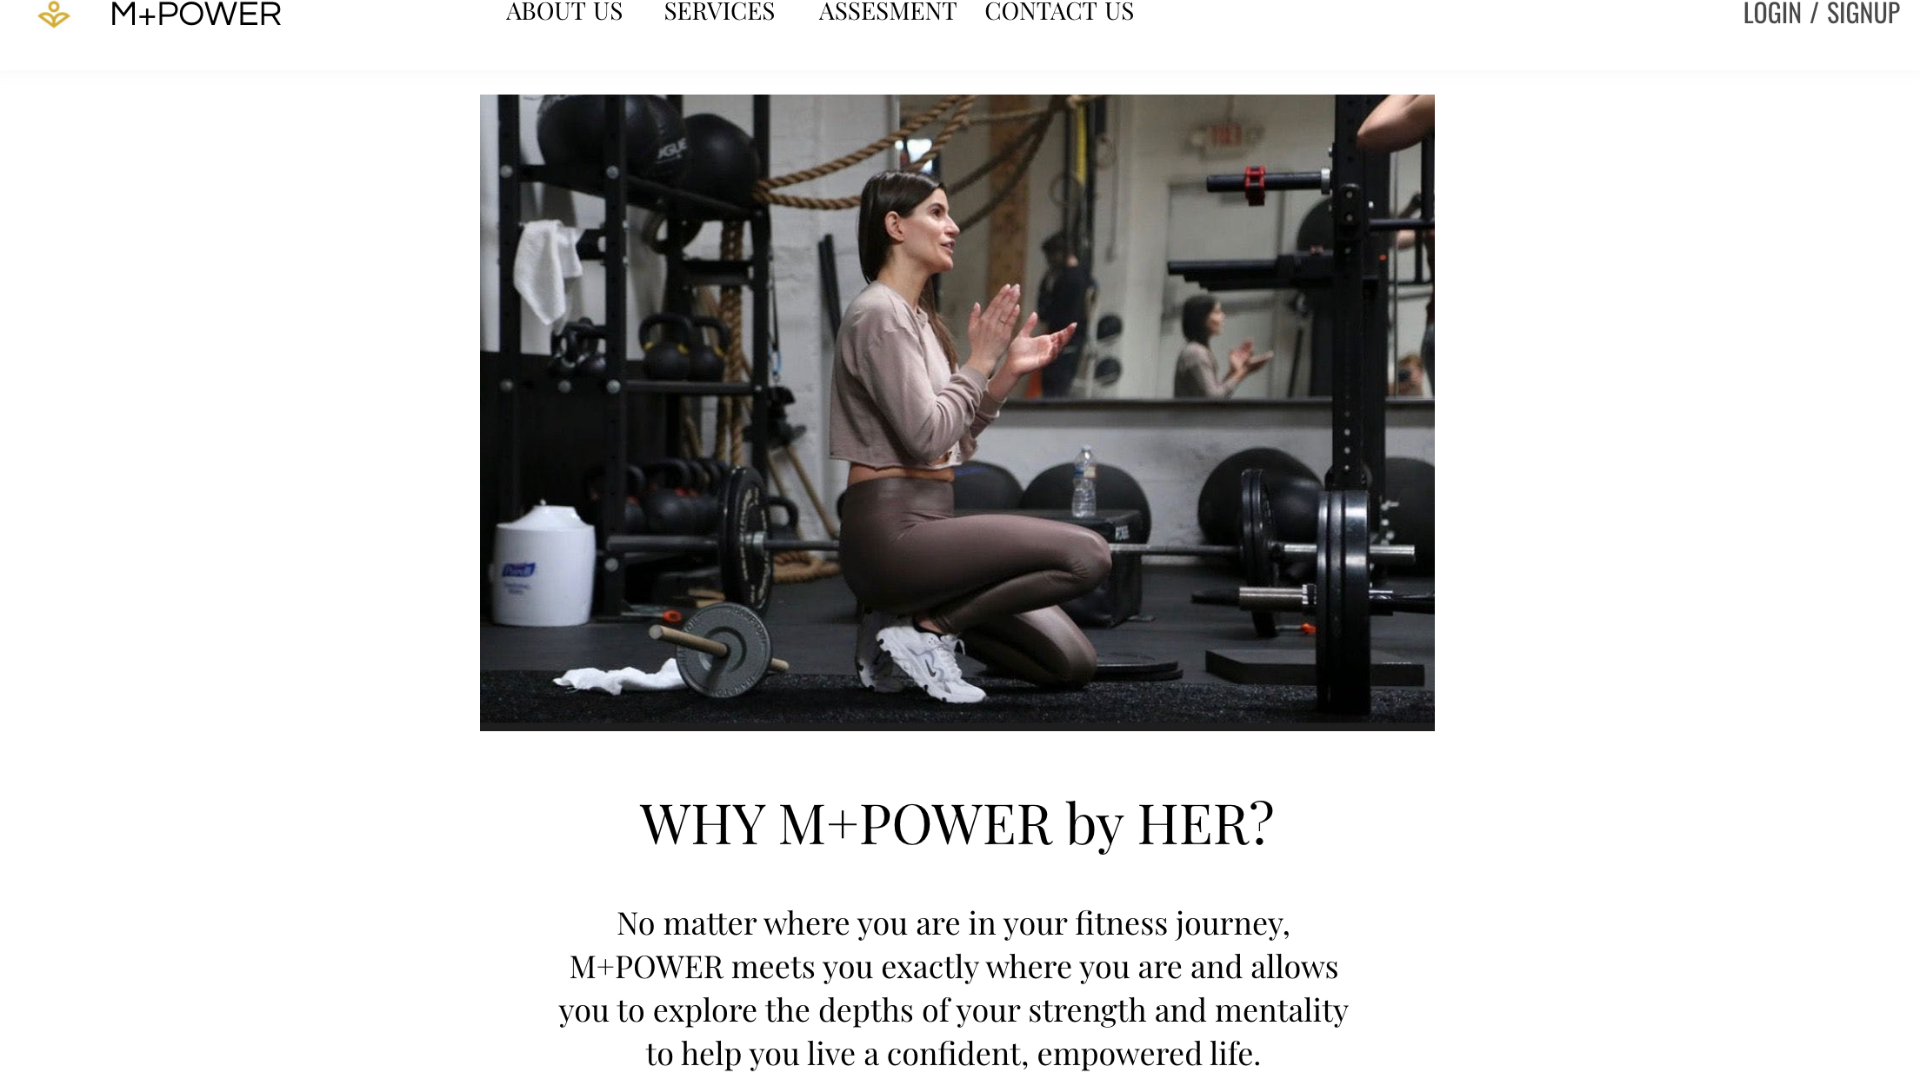 M+POWER
ABOUT US
SERVICES
ASSESMENT
CONTACT US
LOGIN / SIGNUP
WHY M+POWER by HER?
No matter where you are in your fitness journey,
M+POWER meets you exactly where you are and allows
you to explore the depths of your strength and mentality
to help you live a confident, empowered life.